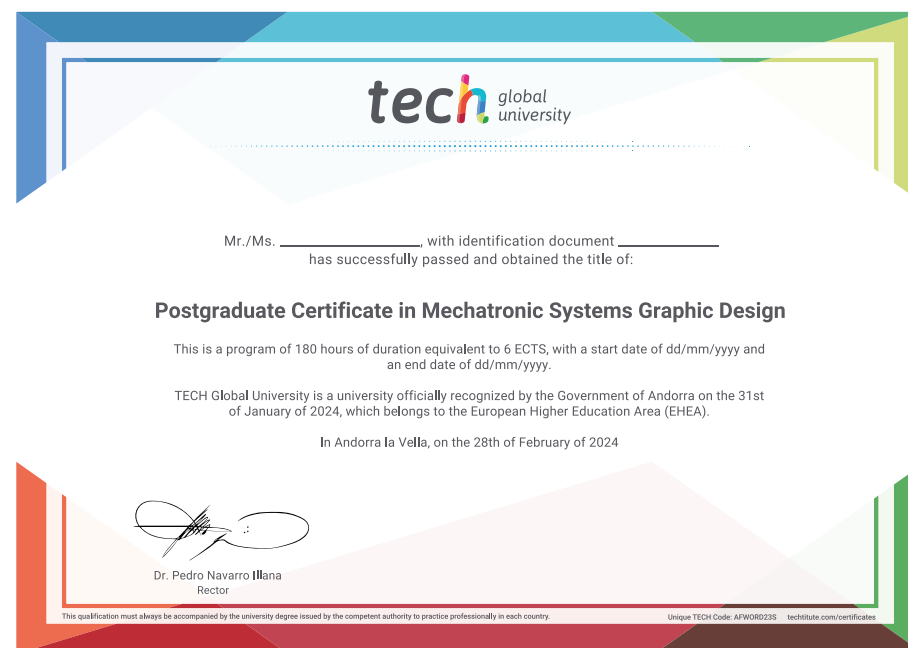 tech global
university
Mr./Ms. ____________, with identification document ____________
has successfully passed and obtained the title of:
Postgraduate Certificate in Mechatronic Systems Graphic Design
This is a program of 180 hours of duration equivalent to 6 ECTS, with a start date of dd/mm/yyyy and
an end date of dd/mm/yyyy.
TECH Global University is a university officially recognized by the Government of Andorra on the 31st
of January of 2024, which belongs to the European Higher Education Area (EHEA).
In Andorra la Vella, on the 28th of February of 2024
Dr. Pedro Navarro Illana
Rector
This qualification must always be accompanied by the university degree issued by the competent authority to practice professionally in each country.
Unique TECH Code: AFWORD23S techtitute.com/certificates